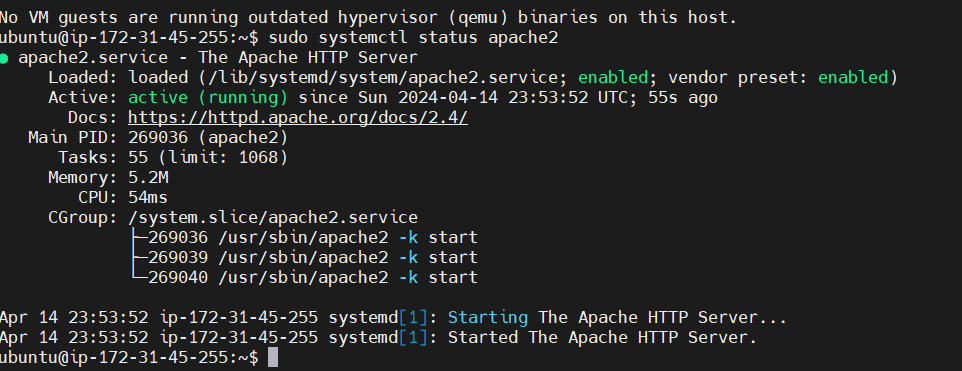 No VM guests are running outdated hypervisor (qemu) binaries on this host.
ubuntu@ip-172-31-45-255:~$ sudo systemctl status apache2
● apache2.service - The Apache HTTP Server
     Loaded: loaded (/lib/systemd/system/apache2.service; enabled; vendor preset: enabled)
     Active: active (running) since Sun 2024-04-14 23:53:52 UTC; 55s ago
       Docs: https://httpd.apache.org/docs/2.4/
   Main PID: 269036 (apache2)
      Tasks: 55 (limit: 1068)
     Memory: 5.2M
        CPU: 54ms
     CGroup: /system.slice/apache2.service
             ├─269036 /usr/sbin/apache2 -k start
             ├─269039 /usr/sbin/apache2 -k start
             └─269040 /usr/sbin/apache2 -k start

Apr 14 23:53:52 ip-172-31-45-255 systemd[1]: Starting The Apache HTTP Server...
Apr 14 23:53:52 ip-172-31-45-255 systemd[1]: Started The Apache HTTP Server.
ubuntu@ip-172-31-45-255:~$